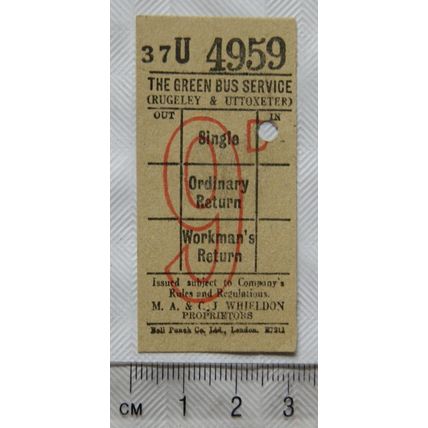 37U 4959
THE GREEN BUS SERVICE
(RUGELEY & UTTOXETER)
OUT IN
Single
9D
Ordinary
Return
Workman's
Return
Issued subject to Company's
Rules and Regulations.
M. A. & C. J. WHIELDON
PROPRIETORS
Bell Punch Co., Ltd., London. E7211
CM 1 2 3